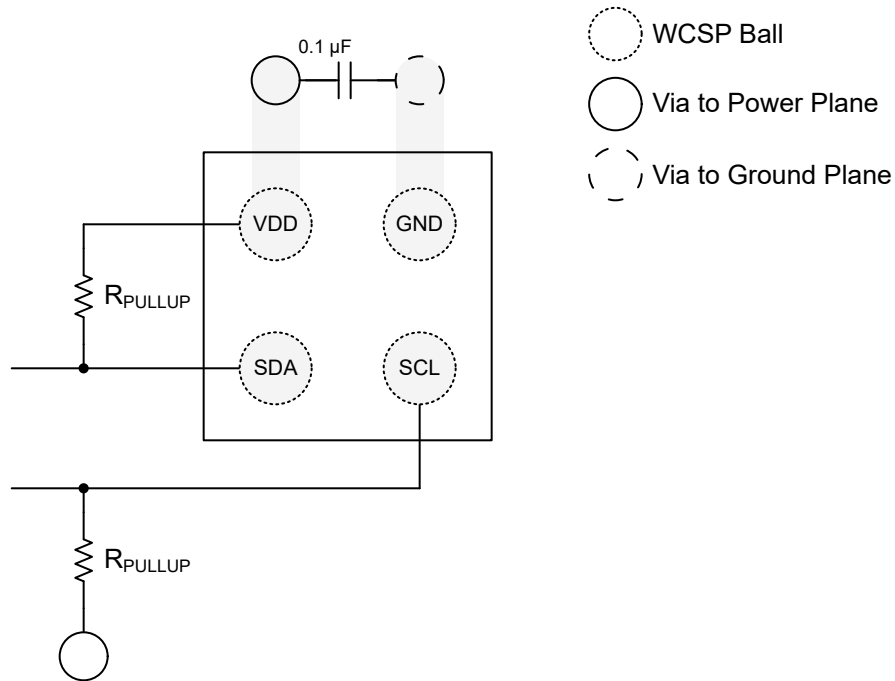 0.1 µF
WCSP Ball
Via to Power Plane
Via to Ground Plane
VDD
GND
RPULLUP
SDA
SCL
RPULLUP